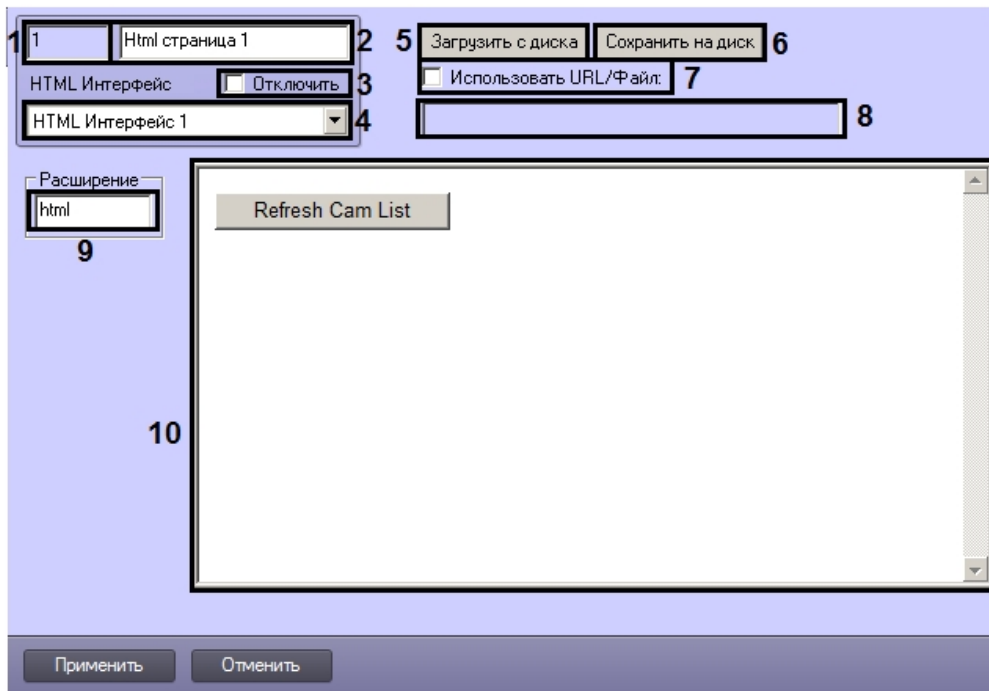 1 1 Html страница 1 2 5 Загрузить с диска Сохранить на диск 6
HTML Интерфейс Отключить 3 Использовать URL/Файл: 7
HTML Интерфейс 1 4 8
Расширение
html
9
Refresh Cam List
10
Применить Отменить